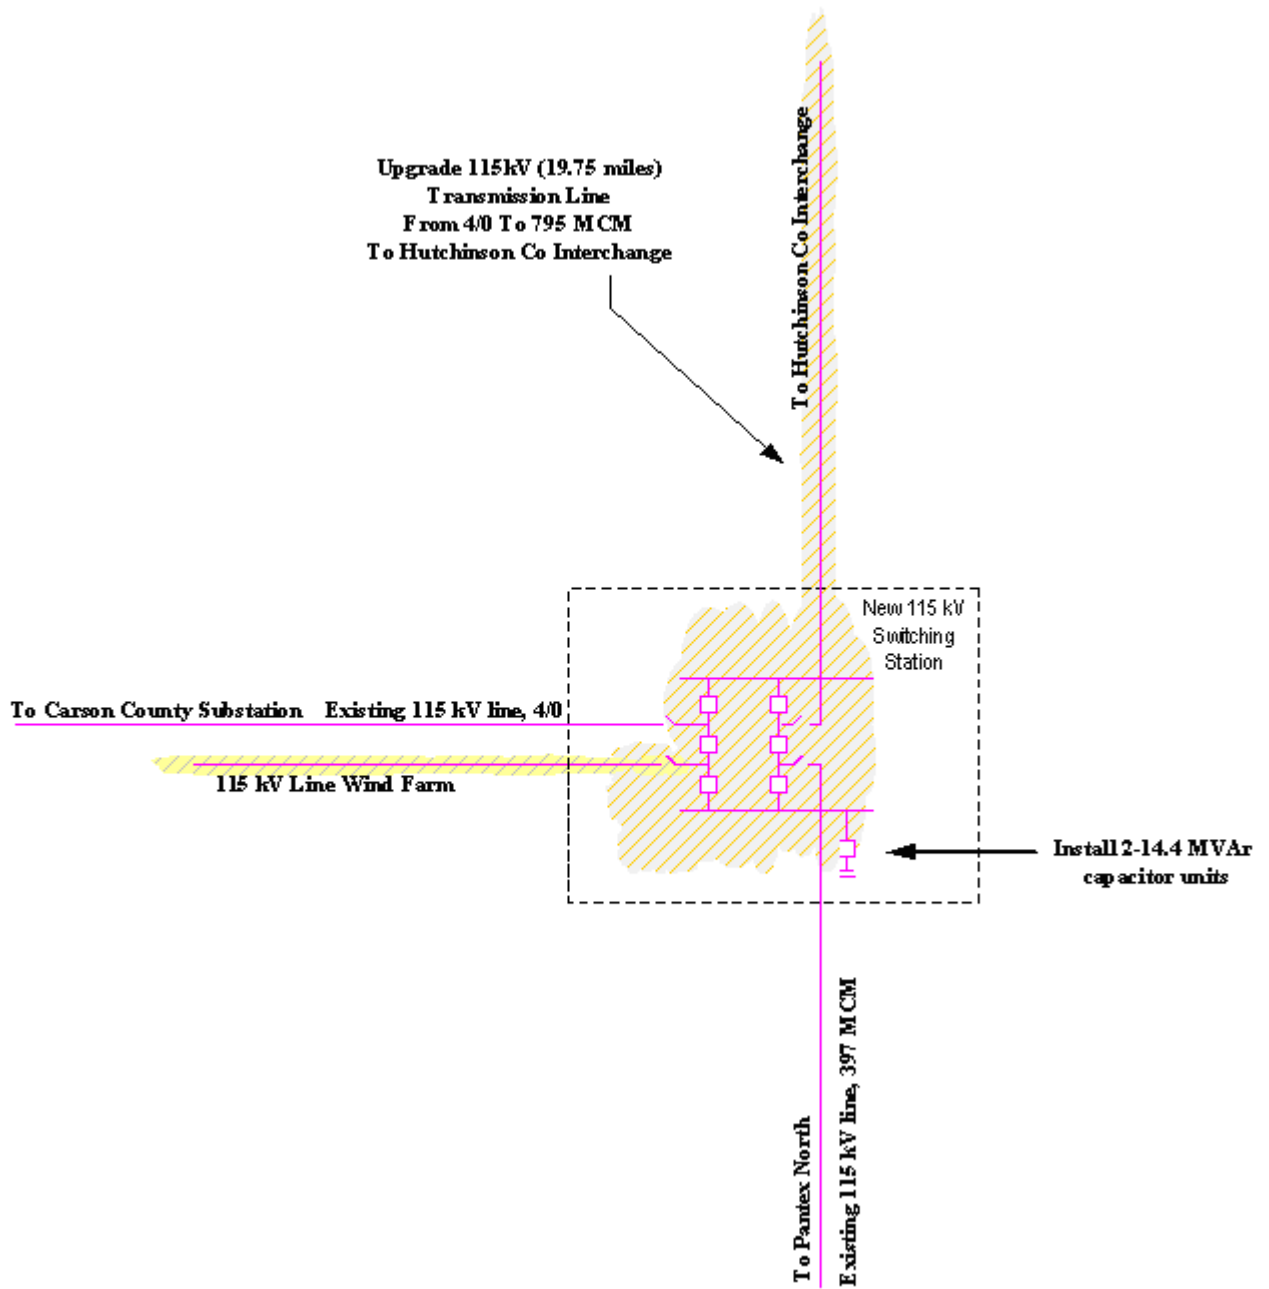 Upgrade 115kV (19.75 miles)
Transmission Line
From 4/0 To 795 MCM
To Hutchinson Co Interchange
To Hutchinson Co Interchange
New 115 kV
Switching
Station
To Carson County Substation Existing 115 kV line, 4/0
115 kV Line Wind Farm
Install 2-14.4 MVAr
capacitor units
To Pantex North
Existing 115 kV line, 397 MCM